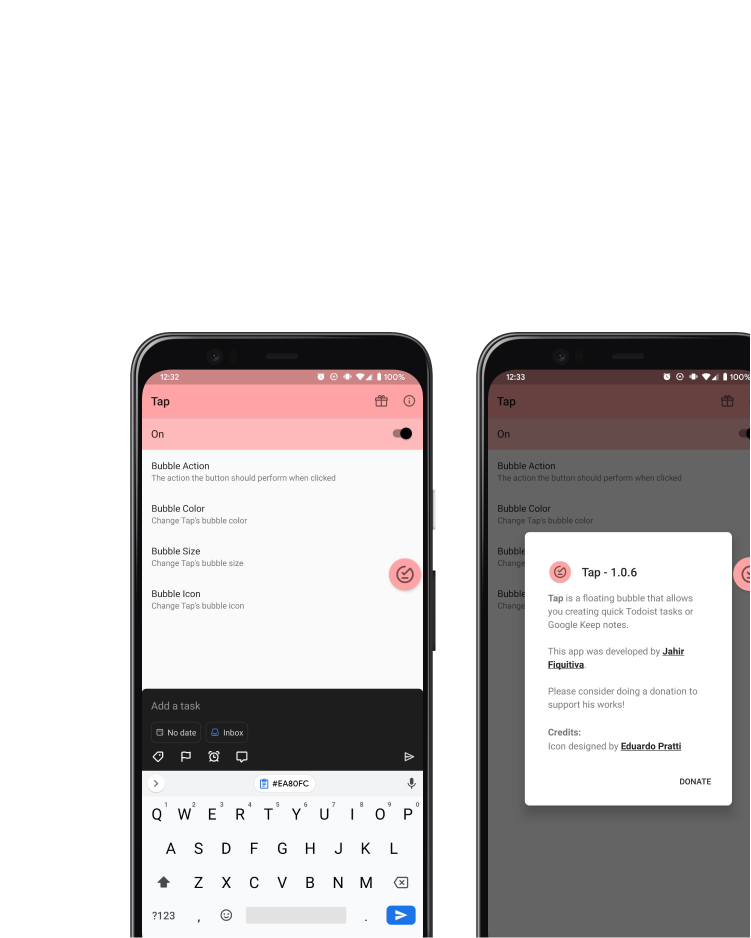 12:32
100%
Tap
On
Bubble Action
The action the button should perform when clicked
Bubble Color
Change Tap's bubble color
Bubble Size
Change Tap's bubble size
Bubble Icon
Change Tap's bubble icon
Add a task
No date
Inbox
#EA80FC
1 2 3 4 5 6 7 8 9 0
Q W E R T Y U I O P
A S D F G H J K L
Z X C V B N M
?123 , .
12:33
100%
Tap
On
Bubble Action
The action the button should perform when clicked
Bubble Color
Change Tap's bubble color
Bubble
Change
Bubble
Change
Tap - 1.0.6
Tap is a floating bubble that allows
you creating quick Todoist tasks or
Google Keep notes.
This app was developed by Jahir
Fiquitiva.
Please consider doing a donation to
support his works!
Credits:
Icon designed by Eduardo Pratti
DONATE